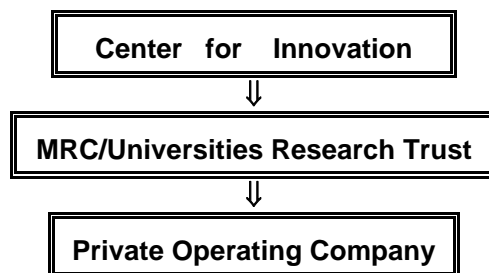 Center for Innovation
⇓
MRC/Universities Research Trust
⇓
Private Operating Company